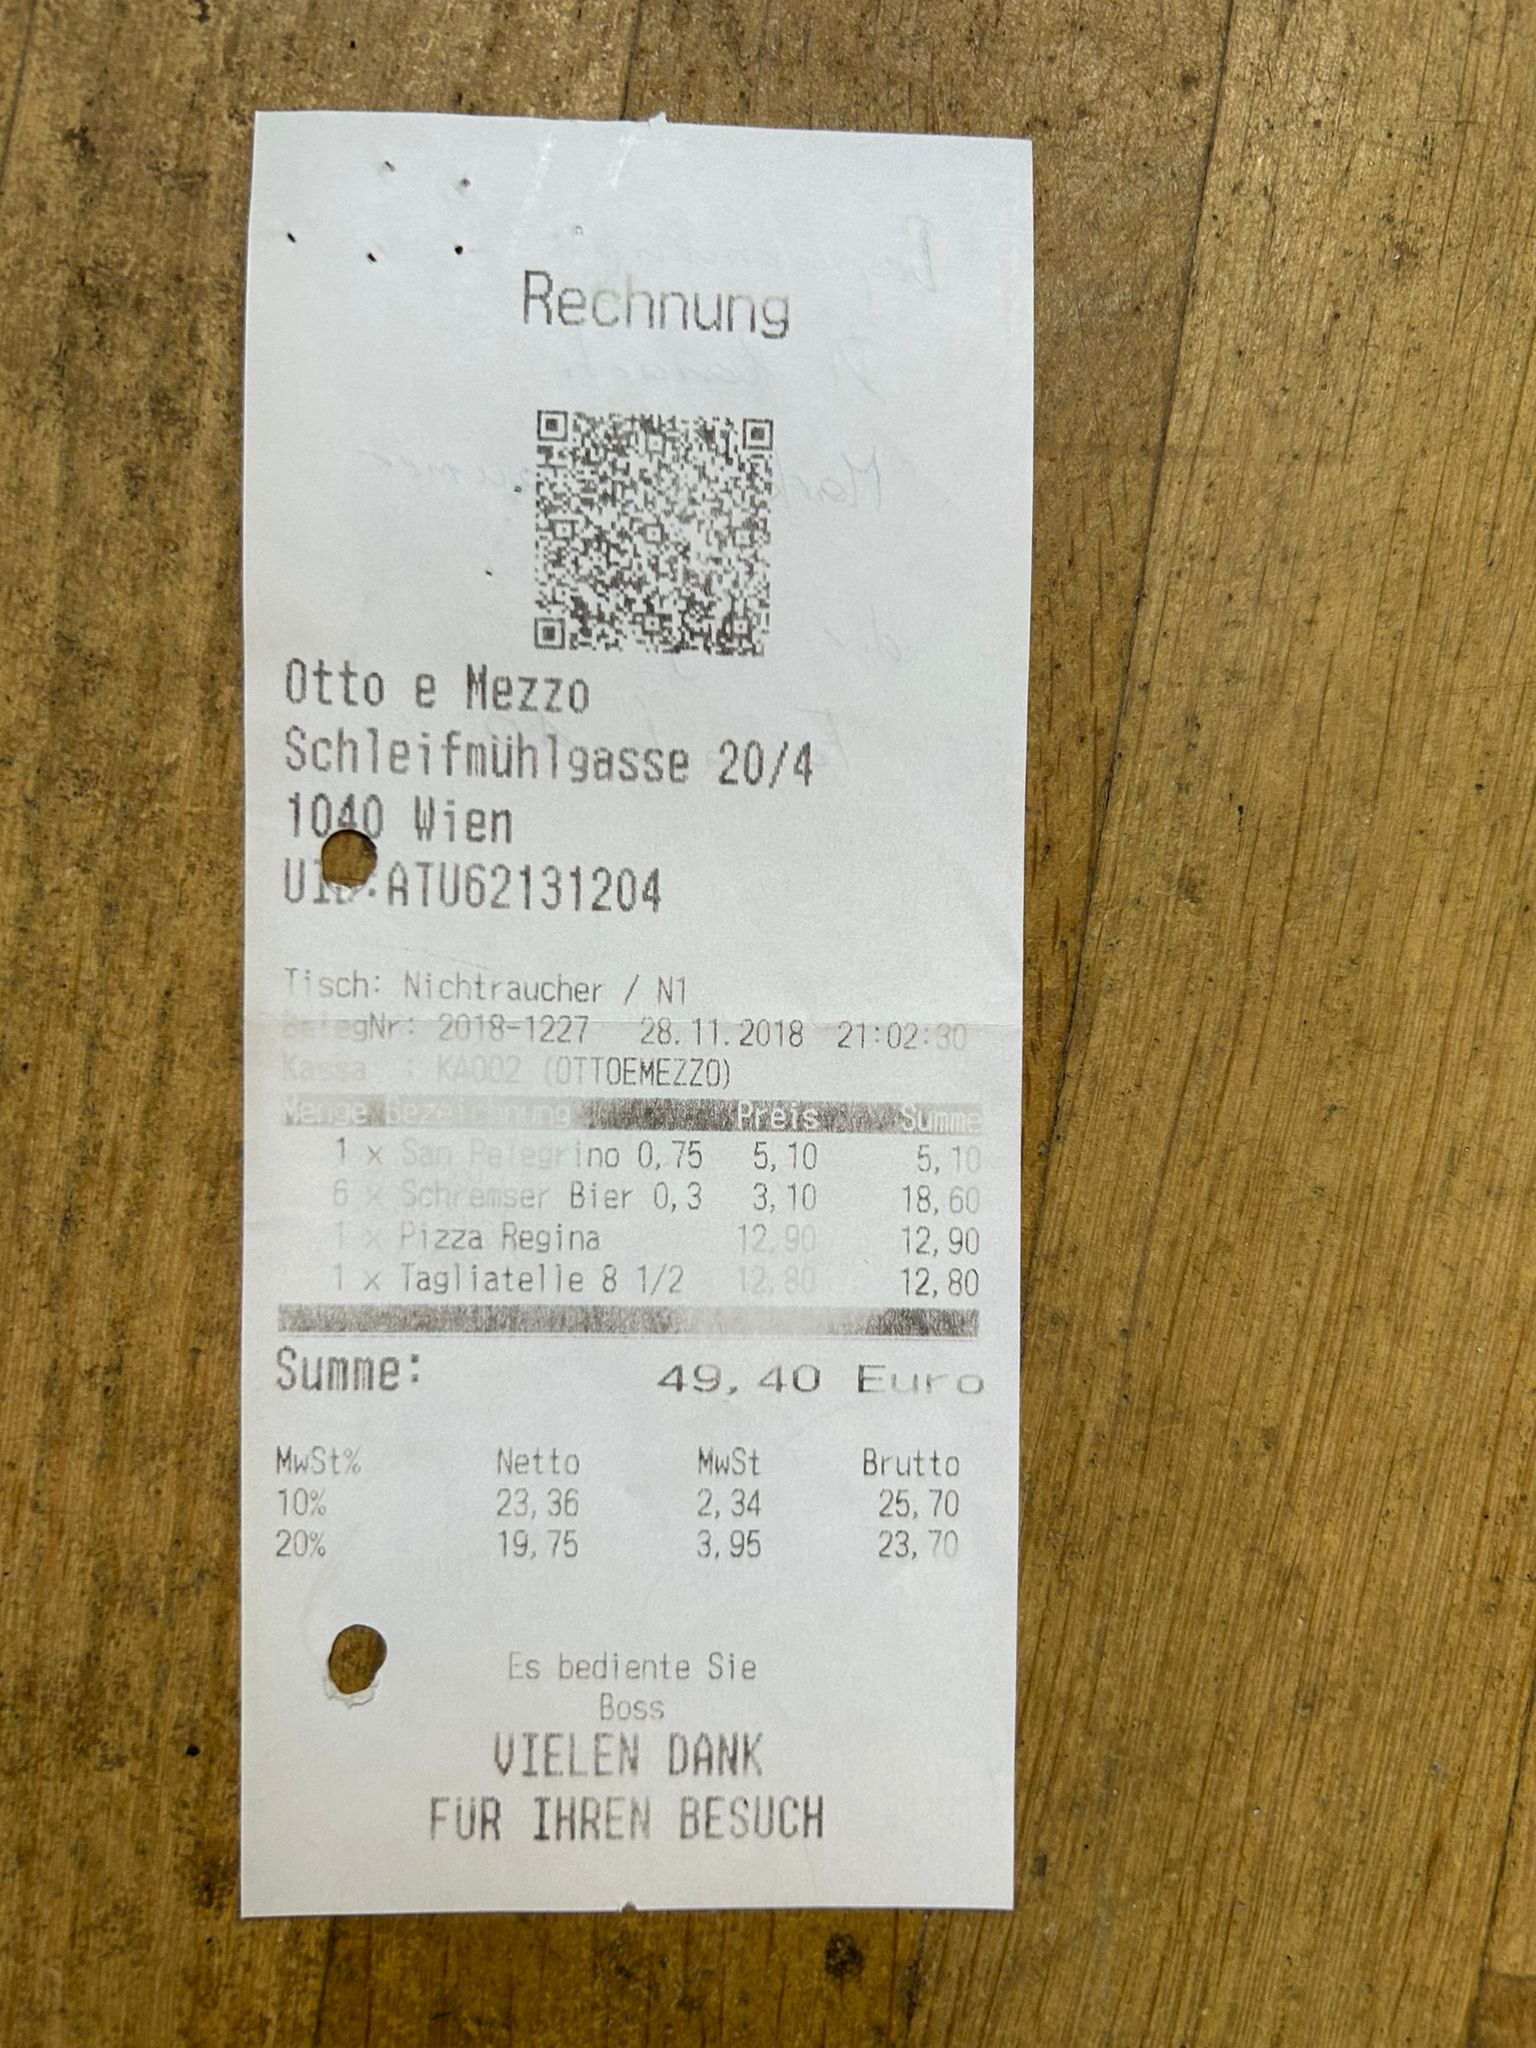 Rechnung
Otto e Mezzo
Schleifmühlgasse 20/4
1040 Wien
UID:ATU62131204
Tisch: Nichtraucher / N1
BelegNr: 2018-1227 28.11.2018 21:02:30
Kassa : KA002 (OTTOEMEZZO)
Menge Bezeichnung Preis Summe
1 x San Pelegrino 0,75 5,10 5,10
6 x Schremser Bier 0,3 3,10 18,60
1 x Pizza Regina 12,90 12,90
1 x Tagliatelle 8 1/2 12,80 12,80
Summe: 49,40 Euro
MwSt% Netto MwSt Brutto
10% 23,36 2,34 25,70
20% 19,75 3,95 23,70
Es bediente Sie
Boss
VIELEN DANK
FÜR IHREN BESUCH